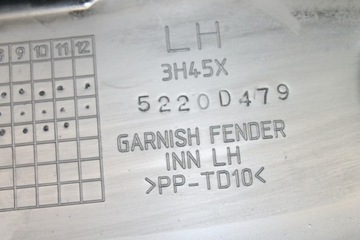 LH
3H45X
5220D479
GARNISH FENDER
INN LH
>PP-TD10<
9 10 11 12